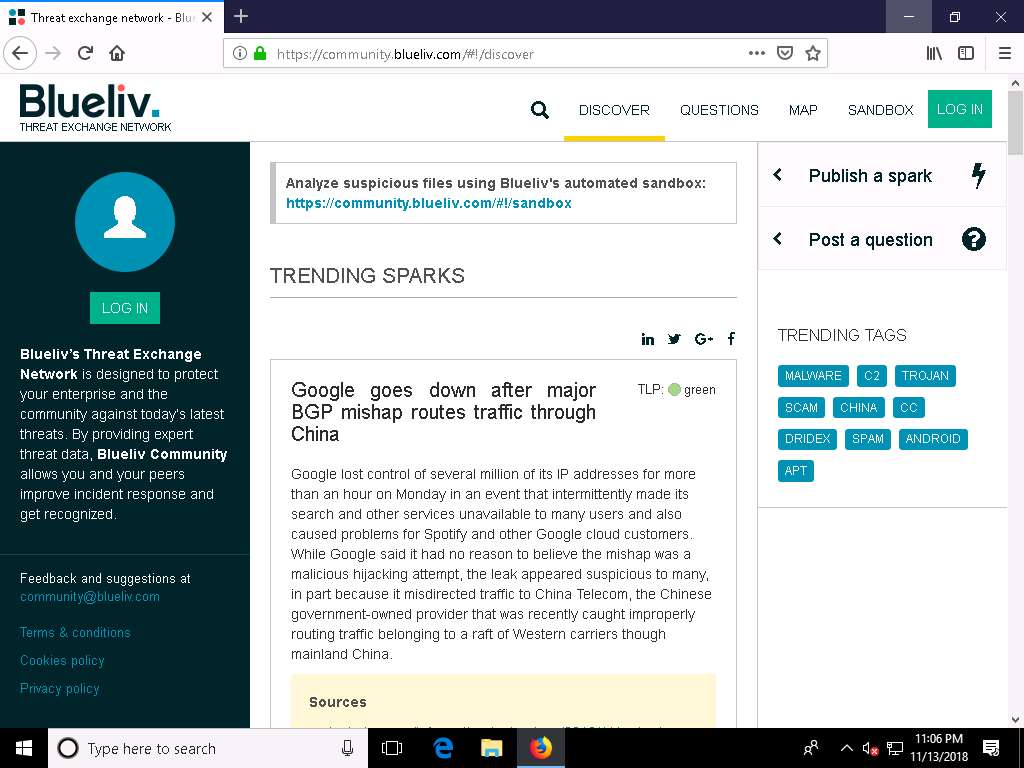 Threat exchange network - Blu
https://community.blueliv.com/#!/discover
Blueliv.
THREAT EXCHANGE NETWORK
DISCOVER
QUESTIONS
MAP
SANDBOX
LOG IN
LOG IN
Blueliv's Threat Exchange
Network is designed to protect
your enterprise and the
community against today's latest
threats. By providing expert
threat data, Blueliv Community
allows you and your peers
improve incident response and
get recognized.
Feedback and suggestions at
community@blueliv.com
Terms & conditions
Cookies policy
Privacy policy
Analyze suspicious files using Blueliv's automated sandbox:
https://community.blueliv.com/#!/sandbox
TRENDING SPARKS
Google goes down after major
BGP mishap routes traffic through
China
TLP: green
Google lost control of several million of its IP addresses for more
than an hour on Monday in an event that intermittently made its
search and other services unavailable to many users and also
caused problems for Spotify and other Google cloud customers.
While Google said it had no reason to believe the mishap was a
malicious hijacking attempt, the leak appeared suspicious to many,
in part because it misdirected traffic to China Telecom, the Chinese
government-owned provider that was recently caught improperly
routing traffic belonging to a raft of Western carriers though
mainland China.
Sources
Publish a spark
Post a question
TRENDING TAGS
MALWARE C2 TROJAN
SCAM CHINA CC
DRIDEX SPAM ANDROID
APT
Type here to search
11:06 PM
11/13/2018